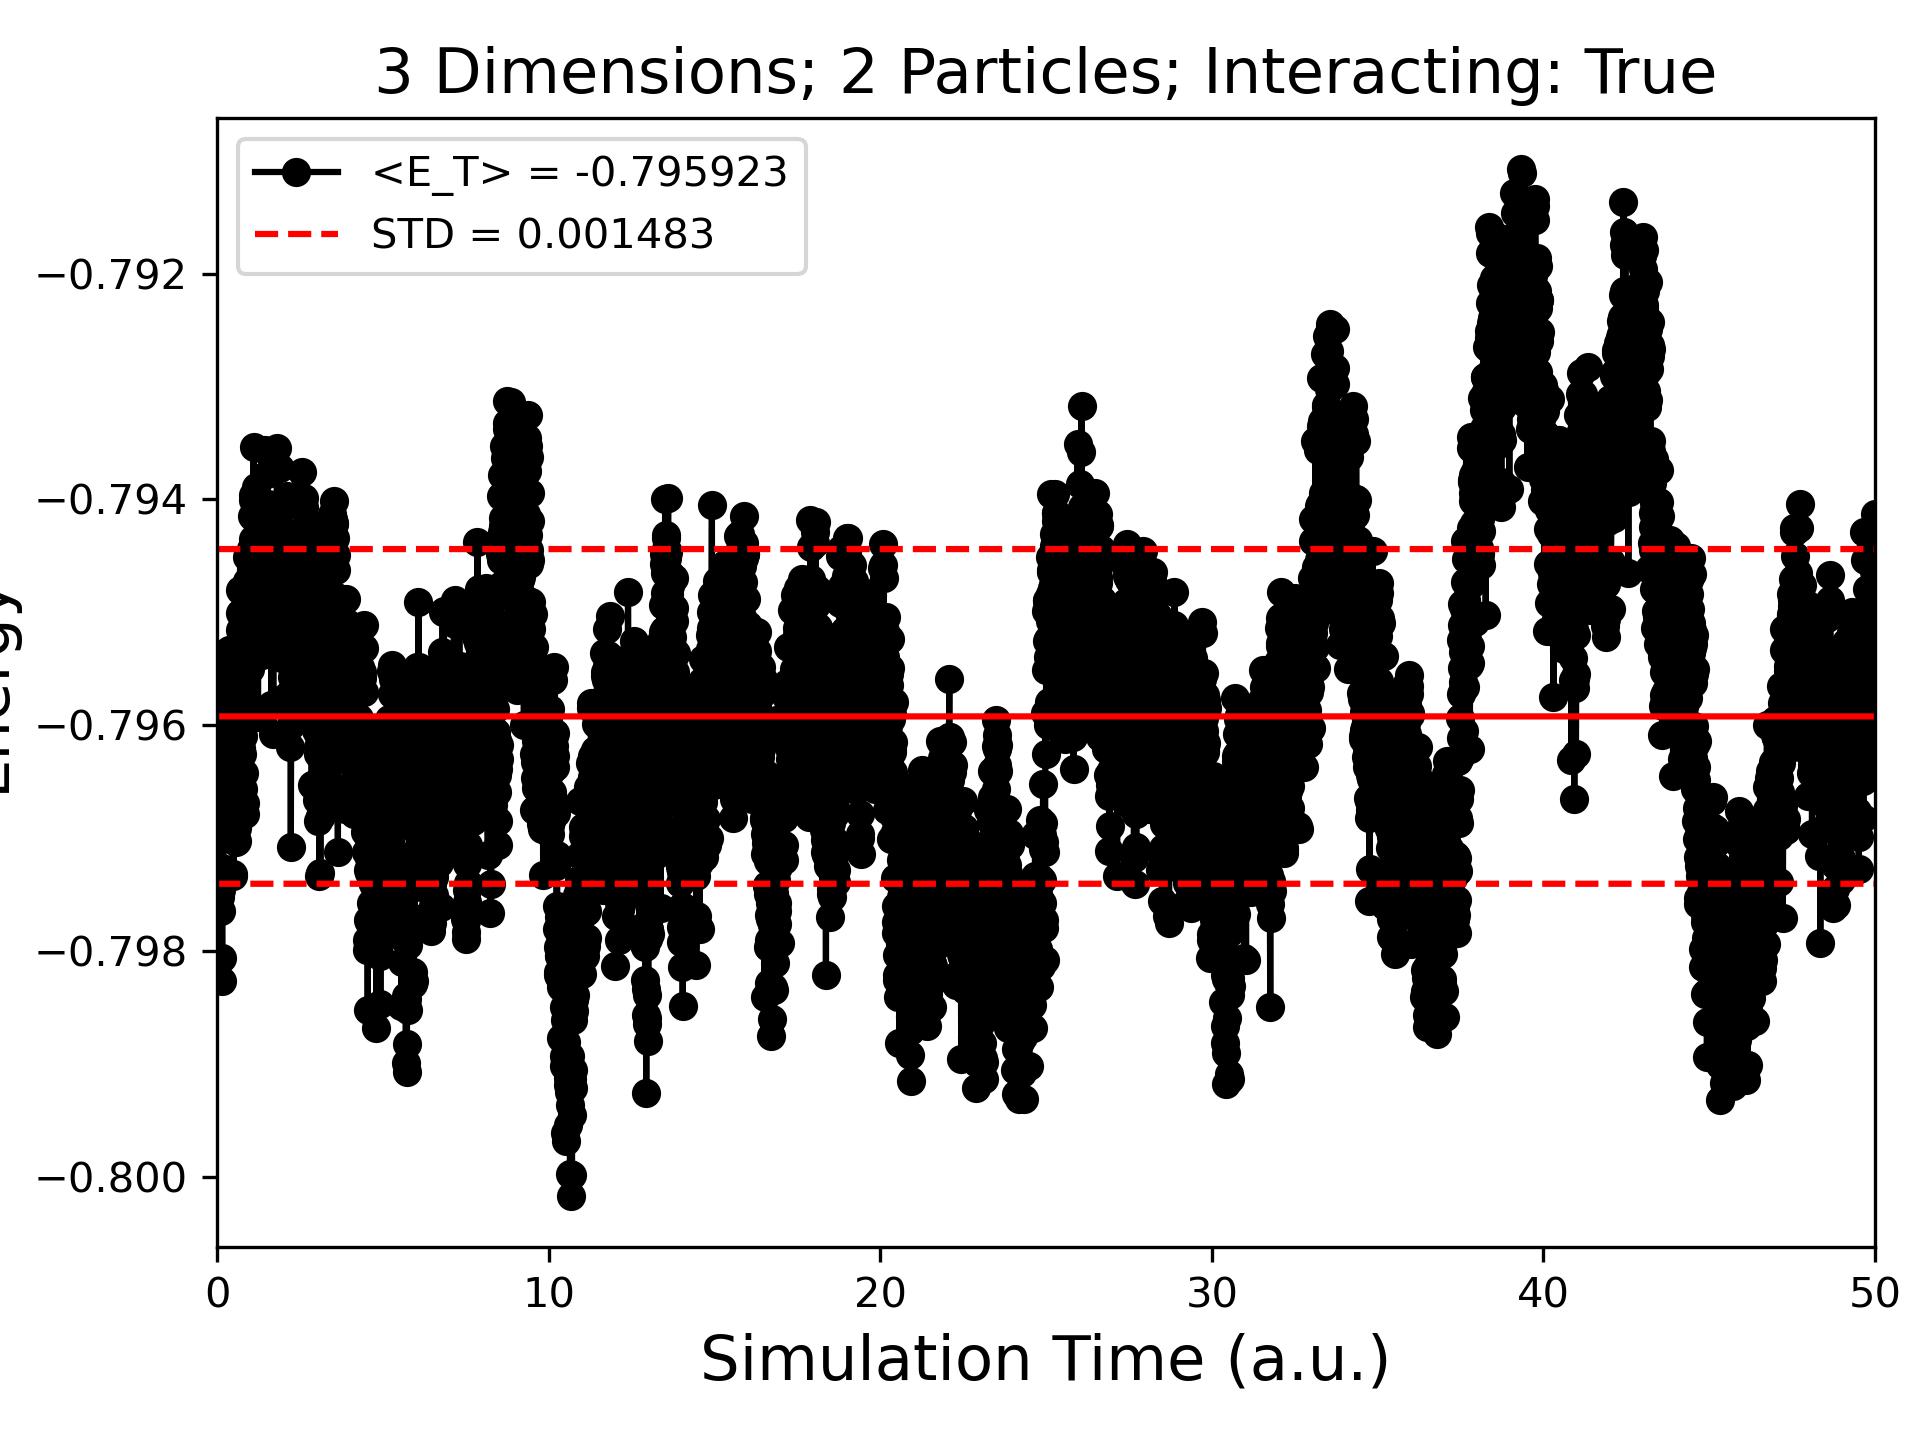 3 Dimensions; 2 Particles; Interacting: True
<E_T> = -0.795923
STD = 0.001483
−0.792
−0.794
−0.796
−0.798
−0.800
Energy
0 10 20 30 40 50
Simulation Time (a.u.)